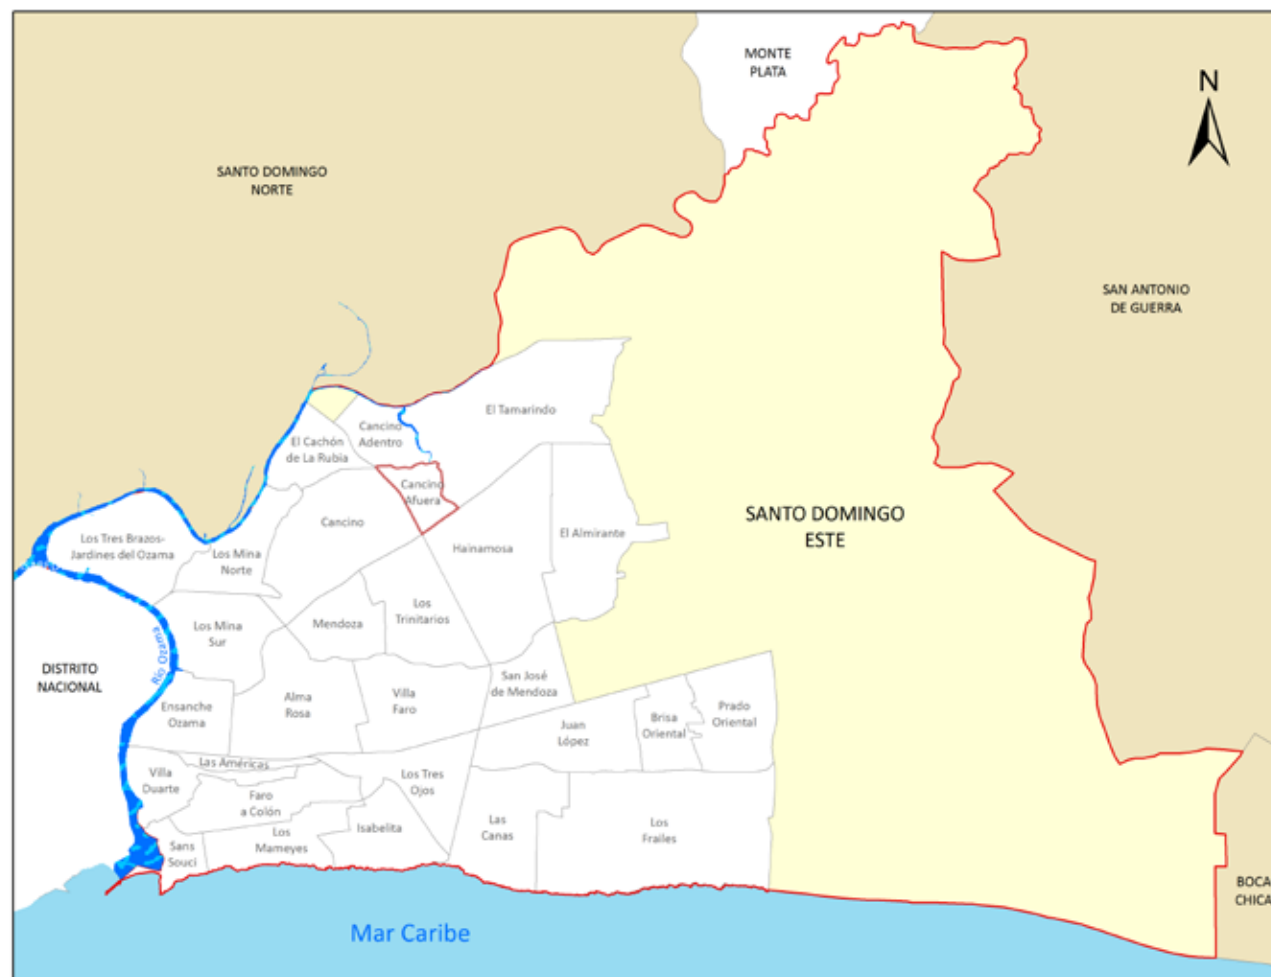 MONTE
PLATA
N
SANTO DOMINGO
NORTE
SAN ANTONIO
DE GUERRA
El Tamarindo
Cancino
Adentro
El Cachón
de La Rubia
Cancino
Afuera
Cancino
SANTO DOMINGO
ESTE
El Almirante
Los Tres Brazos-
Jardines del Ozama
Hainamosa
Los Mina
Norte
Los
Trinitarios
Mendoza
Los Mina
Sur
Río Ozama
DISTRITO
NACIONAL
San José
de Mendoza
Alma
Rosa
Villa
Faro
Ensanche
Ozama
Prado
Oriental
Brisa
Oriental
Juan
López
Las Américas
Villa
Duarte
Los Tres
Ojos
Faro
a Colón
Las
Canas
Los
Frailes
Isabelita
Los
Mameyes
Sans
Souci
BOCA
CHICA
Mar Caribe